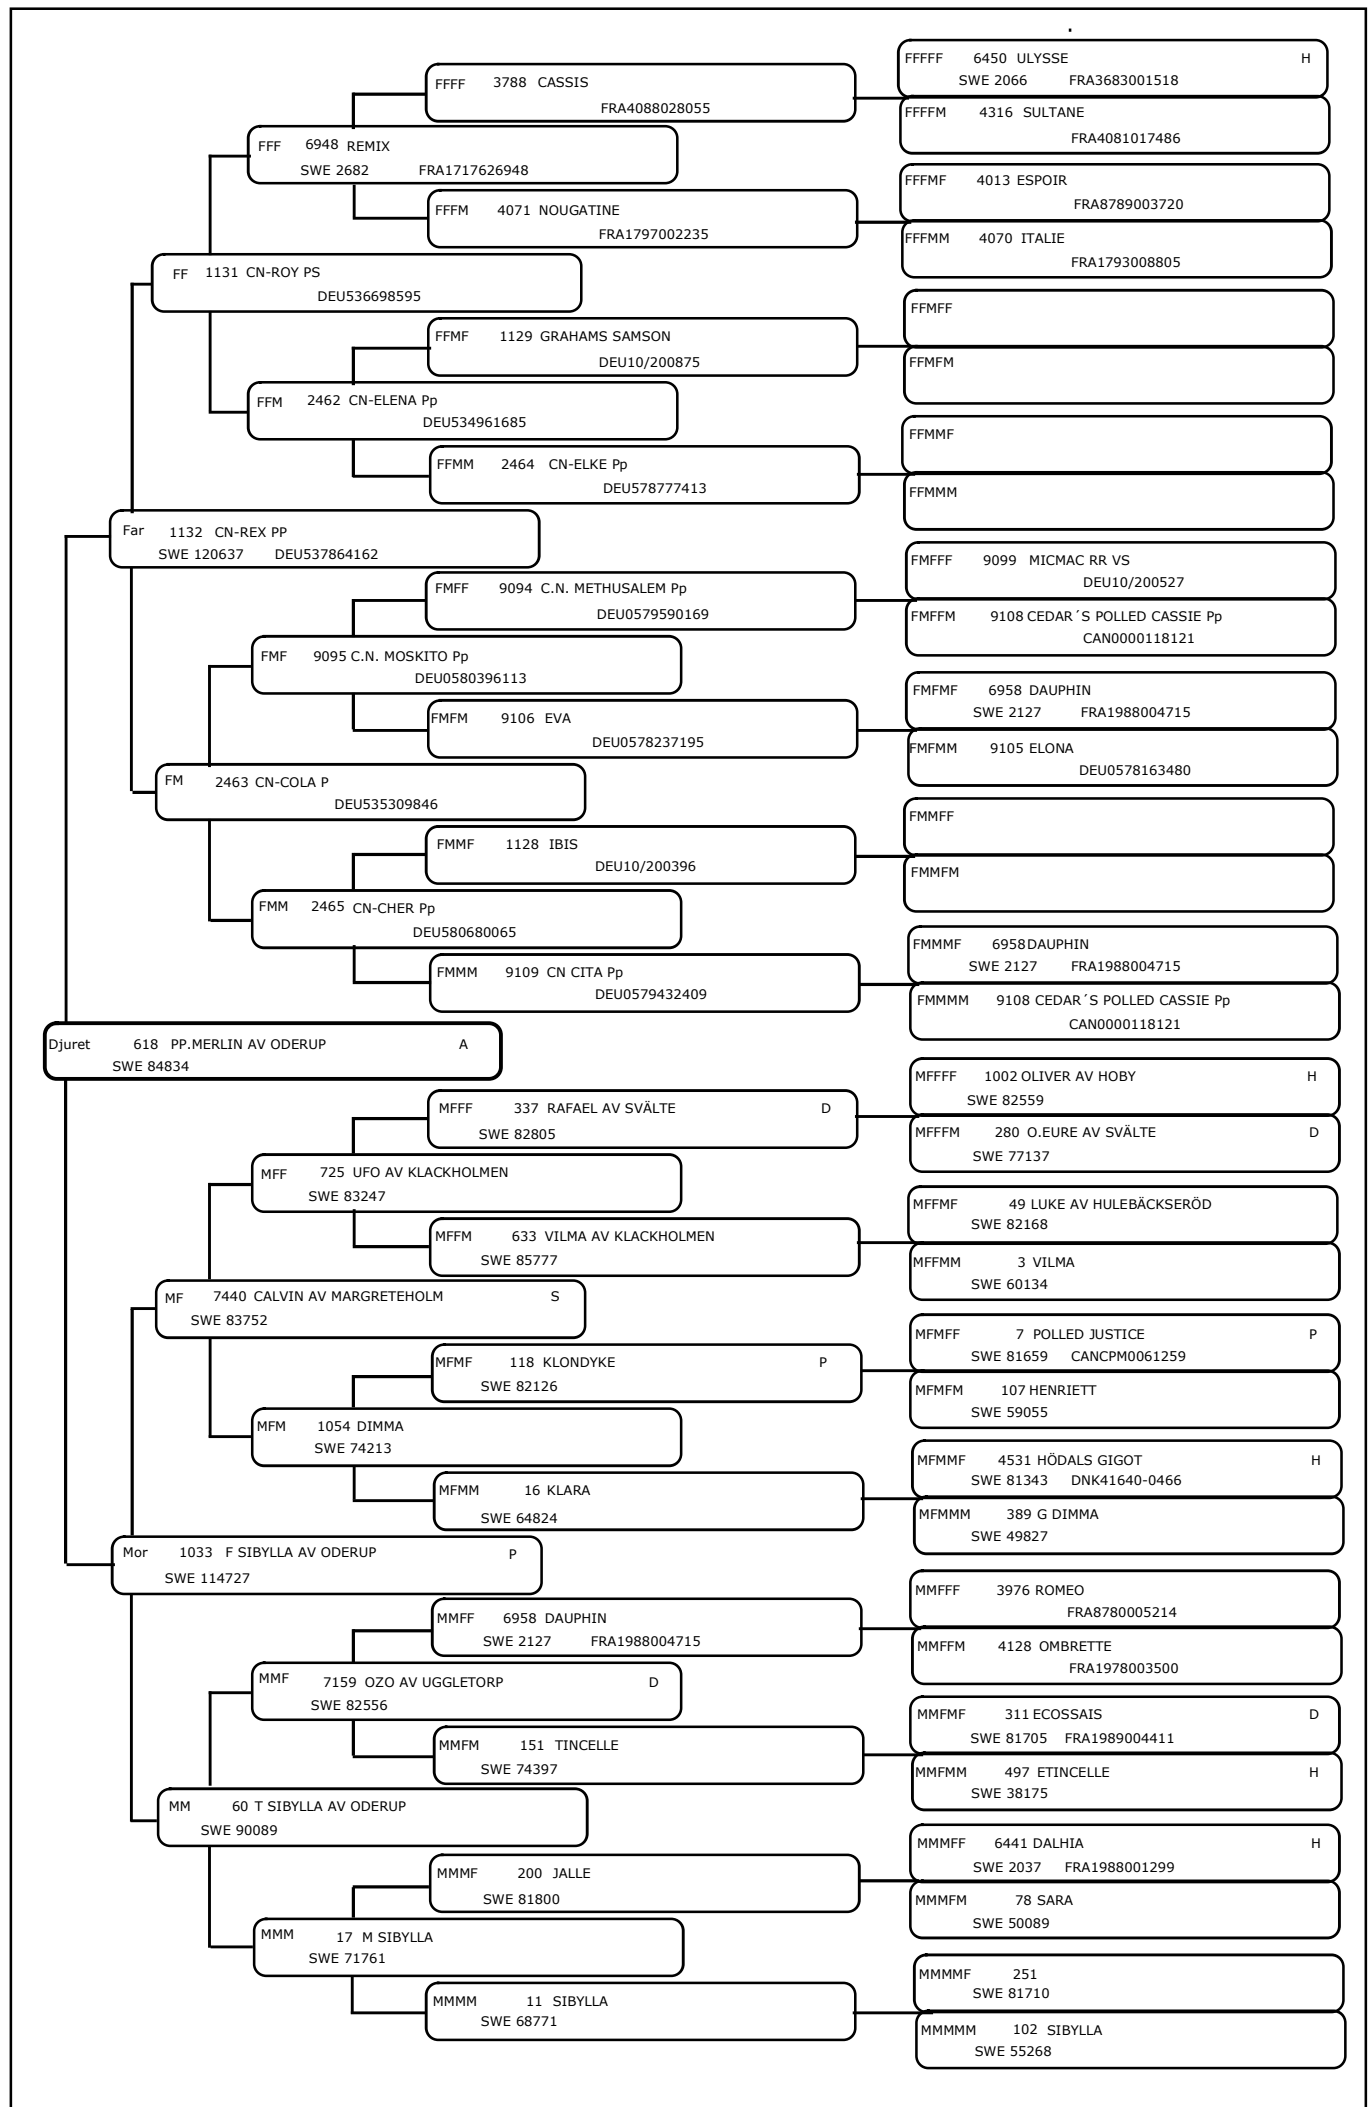 FFFFF 6450 ULYSSE H
SWE 2066 FRA3683001518
FFFF 3788 CASSIS
FRA4088028055
FFFFM 4316 SULTANE
FRA4081017486
FFF 6948 REMIX
SWE 2682 FRA1717626948
FFFMF 4013 ESPOIR
FRA8789003720
FFFM 4071 NOUGATINE
FRA1797002235
FFFMM 4070 ITALIE
FRA1793008805
FF 1131 CN-ROY PS
DEU536698595
FFMFF
FFMF 1129 GRAHAMS SAMSON
DEU10/200875
FFMFM
FFM 2462 CN-ELENA Pp
DEU534961685
FFMMF
FFMM 2464 CN-ELKE Pp
DEU578777413
FFMMM
Far 1132 CN-REX PP
SWE 120637 DEU537864162
FMFFF 9099 MICMAC RR VS
DEU10/200527
FMFF 9094 C.N. METHUSALEM Pp
DEU0579590169
FMFFM 9108 CEDAR´S POLLED CASSIE Pp
CAN0000118121
FMF 9095 C.N. MOSKITO Pp
DEU0580396113
FMFMF 6958 DAUPHIN
SWE 2127 FRA1988004715
FMFM 9106 EVA
DEU0578237195
FMFMM 9105 ELONA
DEU0578163480
FM 2463 CN-COLA P
DEU535309846
FMMFF
FMMF 1128 IBIS
DEU10/200396
FMMFM
FMM 2465 CN-CHER Pp
DEU580680065
FMMMF 6958 DAUPHIN
SWE 2127 FRA1988004715
FMMM 9109 CN CITA Pp
DEU0579432409
FMMMM 9108 CEDAR´S POLLED CASSIE Pp
CAN0000118121
Djuret 618 PP.MERLIN AV ODERUP A
SWE 84834
MFFFF 1002 OLIVER AV HOBY H
SWE 82559
MFFF 337 RAFAEL AV SVÄLTE D
SWE 82805
MFFFM 280 O.EURE AV SVÄLTE D
SWE 77137
MFF 725 UFO AV KLACKHOLMEN
SWE 83247
MFFMF 49 LUKE AV HULEBÄCKSERÖD
SWE 82168
MFFM 633 VILMA AV KLACKHOLMEN
SWE 85777
MFFMM 3 VILMA
SWE 60134
MF 7440 CALVIN AV MARGRETEHOLM S
SWE 83752
MFMFF 7 POLLED JUSTICE P
SWE 81659 CANCPM0061259
MFMF 118 KLONDYKE P
SWE 82126
MFMFM 107 HENRIETT
SWE 59055
MFM 1054 DIMMA
SWE 74213
MFMMF 4531 HÖDALS GIGOT H
SWE 81343 DNK41640-0466
MFMM 16 KLARA
SWE 64824
MFMMM 389 G DIMMA
SWE 49827
Mor 1033 F SIBYLLA AV ODERUP P
SWE 114727
MMFFF 3976 ROMEO
FRA8780005214
MMFF 6958 DAUPHIN
SWE 2127 FRA1988004715
MMFFM 4128 OMBRETTE
FRA1978003500
MMF 7159 OZO AV UGGLETORP D
SWE 82556
MMFMF 311 ECOSSAIS D
SWE 81705 FRA1989004411
MMFM 151 TINCELLE
SWE 74397
MMFMM 497 ETINCELLE H
SWE 38175
MM 60 T SIBYLLA AV ODERUP
SWE 90089
MMMFF 6441 DALHIA H
SWE 2037 FRA1988001299
MMMF 200 JALLE
SWE 81800
MMMFM 78 SARA
SWE 50089
MMM 17 M SIBYLLA
SWE 71761
MMMMF 251
SWE 81710
MMMM 11 SIBYLLA
SWE 68771
MMMMM 102 SIBYLLA
SWE 55268